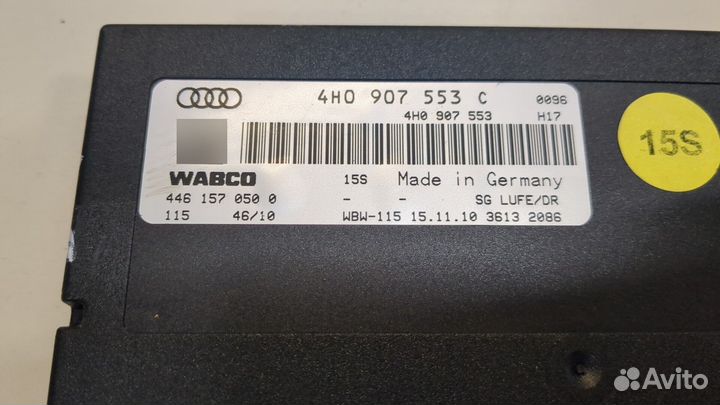 4H0 907 553 C 0096
4H0 907 553 H17
WABCO 15S Made in Germany
446 157 050 0 - - SG LUFE/DR
115 46/10 WBW-115 15.11.10 3613 2086
15S
C
Avito